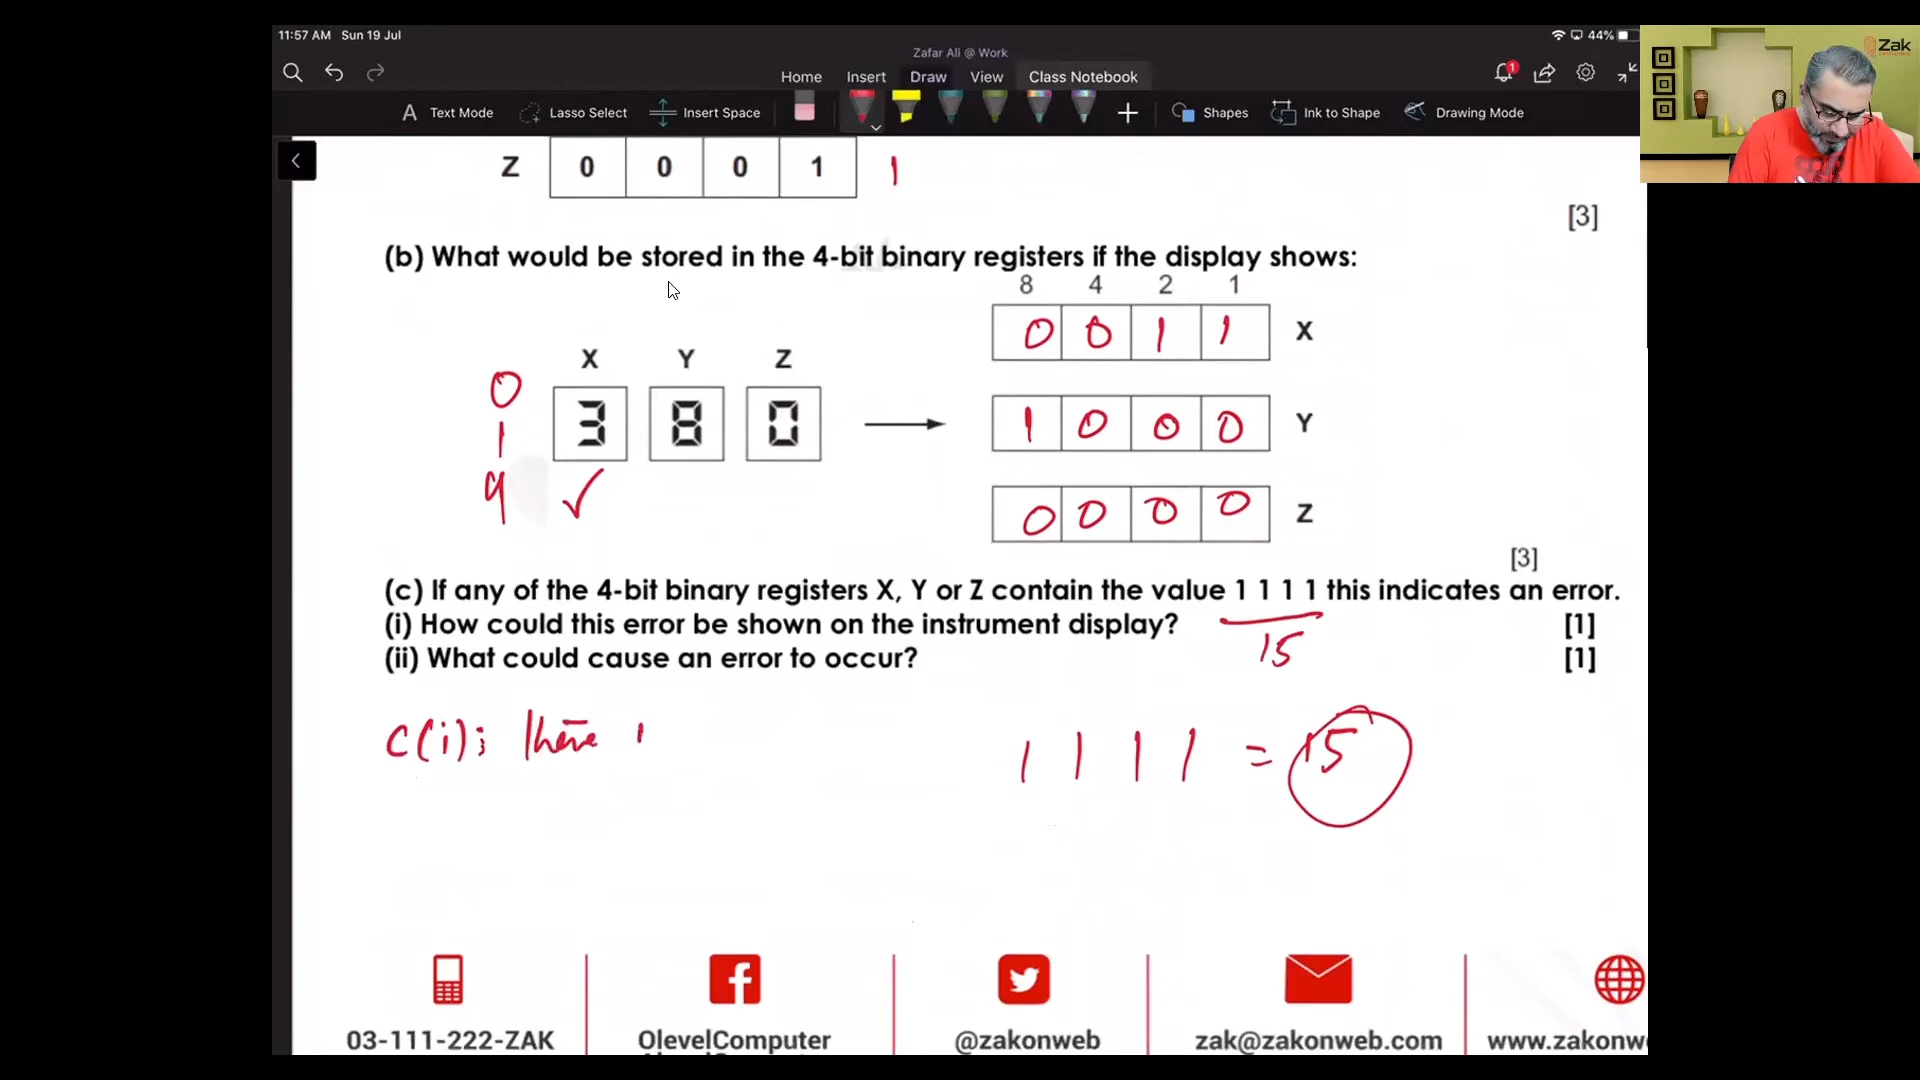 11:57 AM Sun 19 Jul
44%
Zafar Ali @ Work
Home Insert Draw View Class Notebook
1
Zak
A Text Mode Lasso Select Insert Space Shapes Ink to Shape Drawing Mode
Z 0 0 0 1 1
[3]
(b) What would be stored in the 4-bit binary registers if the display shows:
8 4 2 1
0 0 1 1 X
X Y Z
0
1
9
3 8 0
1 0 0 0 Y
0 0 0 0 Z
[3]
(c) If any of the 4-bit binary registers X, Y or Z contain the value 1 1 1 1 this indicates an error.
(i) How could this error be shown on the instrument display? [1]
15
(ii) What could cause an error to occur? [1]
C(i); There
1 1 1 1 = 15
03-111-222-ZAK
OlevelComputer
@zakonweb
zak@zakonweb.com
www.zakonw